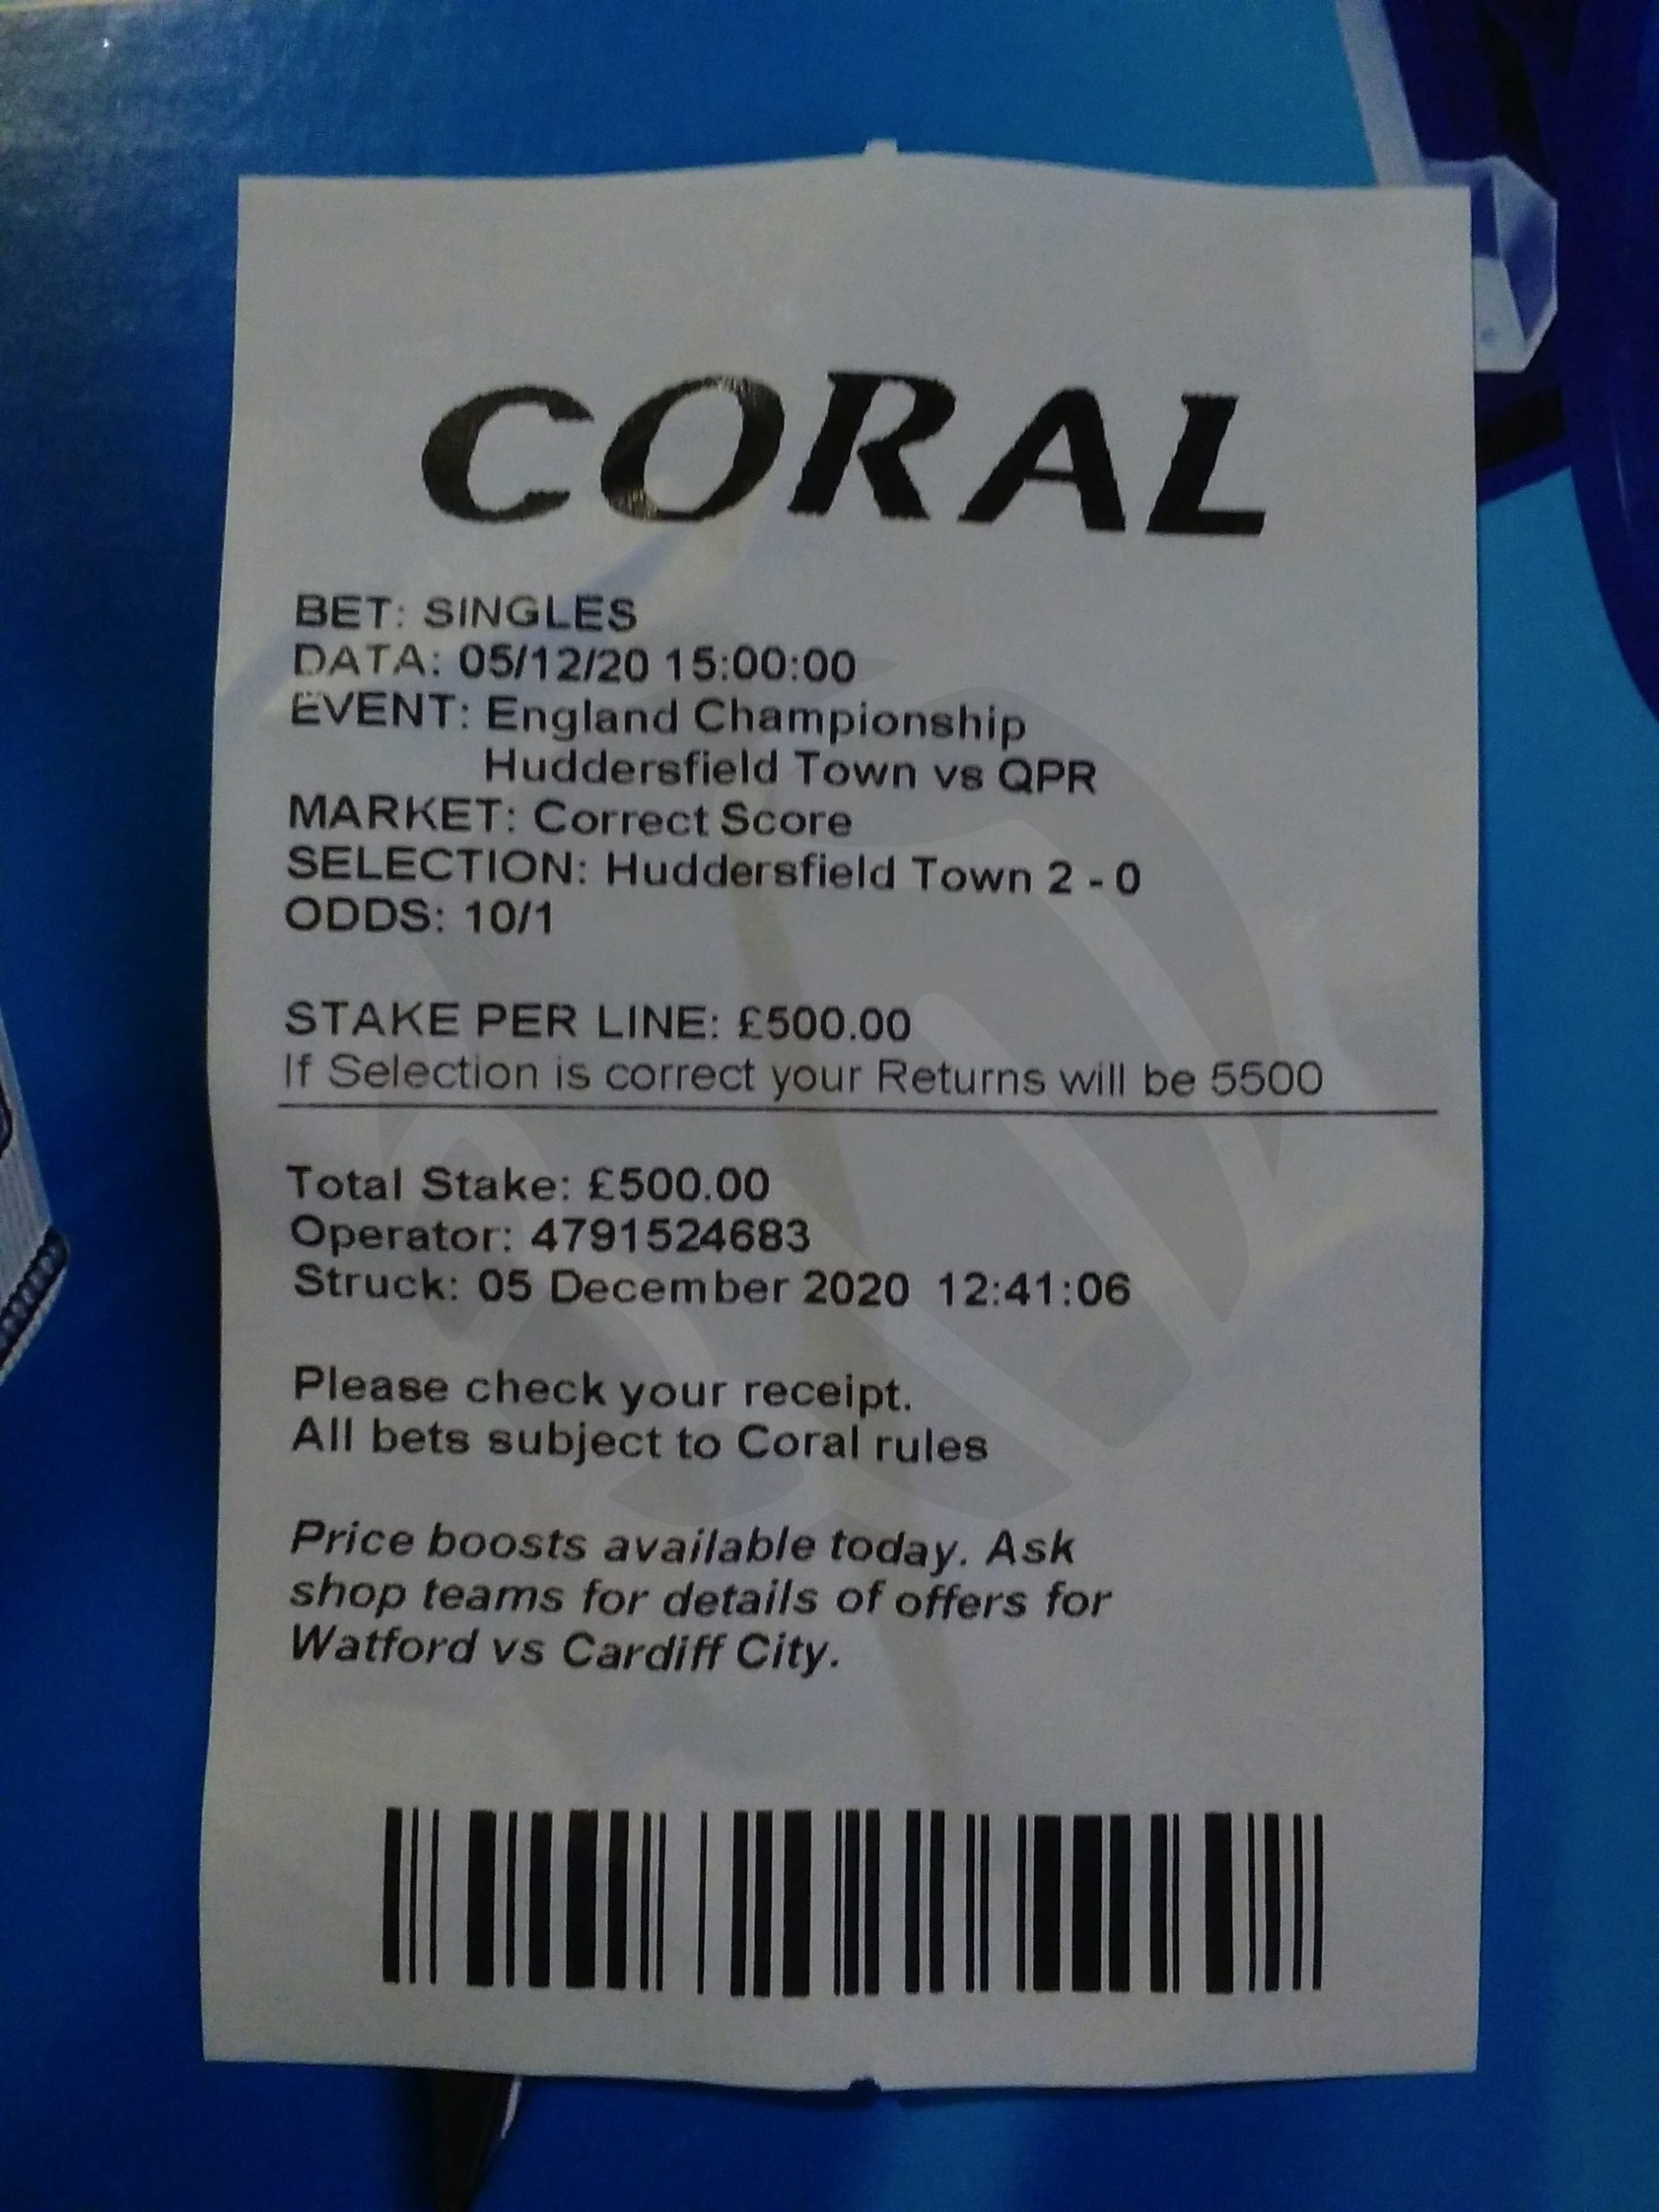 CORAL
BET: SINGLES
DATA: 05/12/20 15:00:00
EVENT: England Championship
Huddersfield Town vs QPR
MARKET: Correct Score
SELECTION: Huddersfield Town 2 - 0
ODDS: 10/1
STAKE PER LINE: £500.00
If Selection is correct your Returns will be 5500
Total Stake: £500.00
Operator: 4791524683
Struck: 05 December 2020 12:41:06
Please check your receipt.
All bets subject to Coral rules
Price boosts available today. Ask
shop teams for details of offers for
Watford vs Cardiff City.